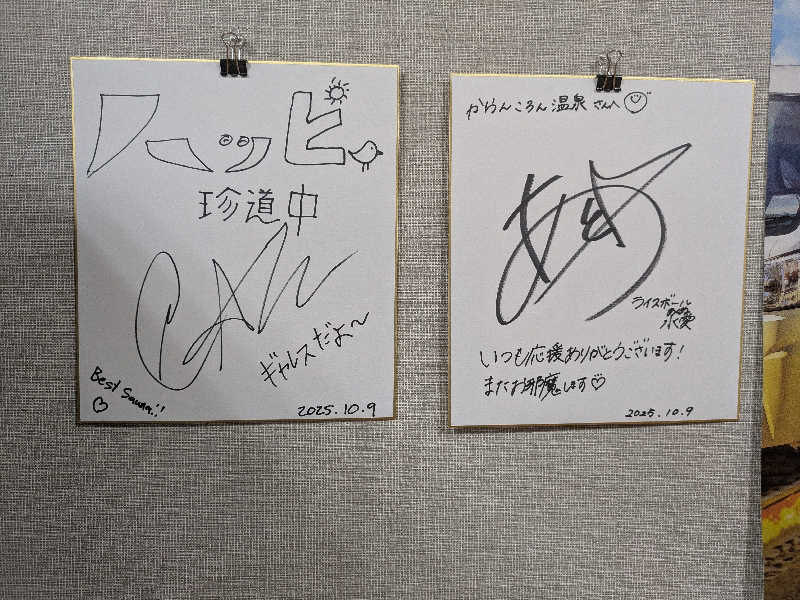 ハッピー
珍道中
ギャレスだよ〜
Best Sauna!!
2025.10.9
からんころん温泉さんへ
ライスボール
いつも応援ありがとうございます！
またお邪魔します♡
2025.10.9